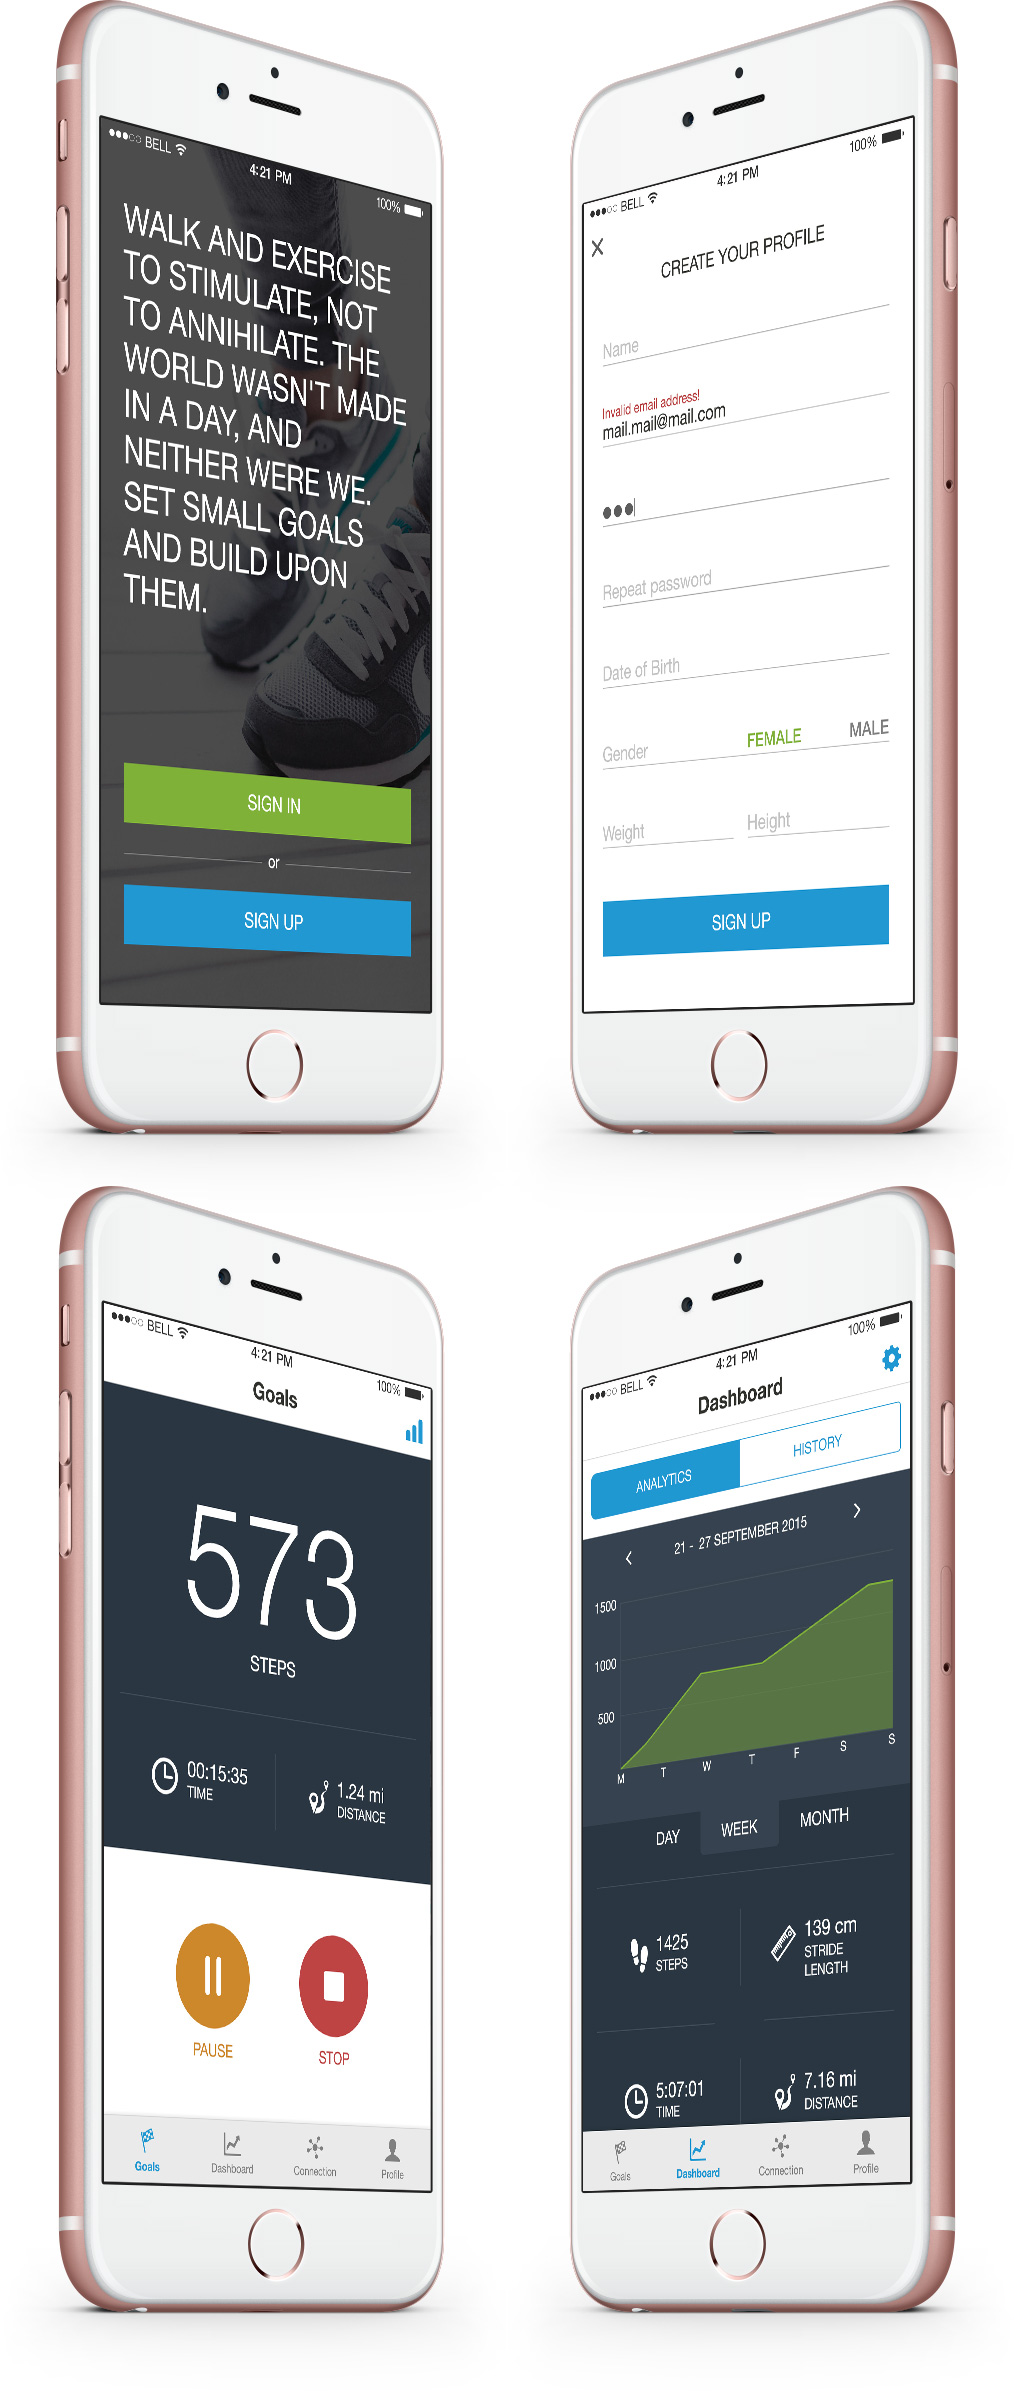 BELL
4:21 PM
100%
WALK AND EXERCISE
TO STIMULATE, NOT
TO ANNIHILATE. THE
WORLD WASN'T MADE
IN A DAY, AND
NEITHER WERE WE.
SET SMALL GOALS
AND BUILD UPON
THEM.
SIGN IN
or
SIGN UP
BELL
4:21 PM
100%
CREATE YOUR PROFILE
Name
Invalid email address!
mail.mail@mail.com
Repeat password
Date of Birth
Gender FEMALE MALE
Weight Height
SIGN UP
BELL
4:21 PM
100%
Goals
573
STEPS
00:15:35
TIME
1.24 mi
DISTANCE
PAUSE STOP
Goals Dashboard Connection Profile
BELL
4:21 PM
100%
Dashboard
ANALYTICS HISTORY
21 - 27 SEPTEMBER 2015
1500
1000
500
M T W T F S S
DAY WEEK MONTH
1425
STEPS
139 cm
STRIDE
LENGTH
5:07:01
TIME
7.16 mi
DISTANCE
Goals Dashboard Connection Profile